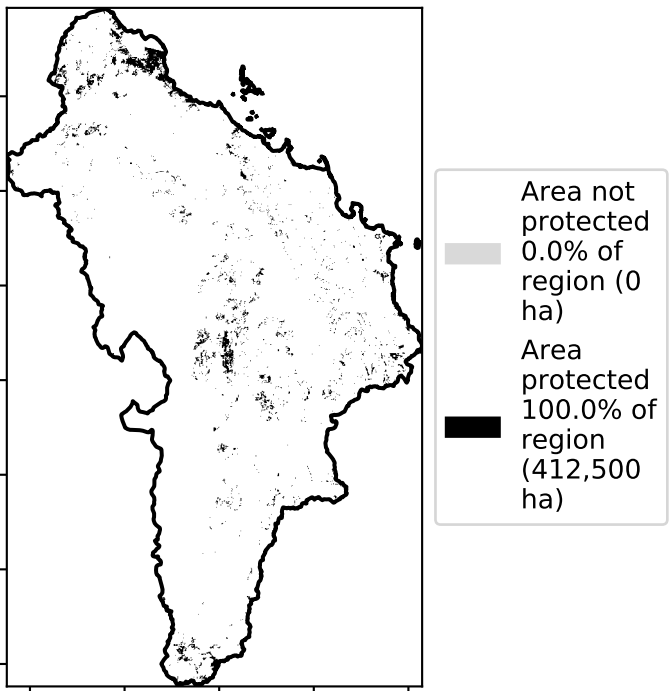 Area not
protected
0.0% of
region (0
ha)
Area
protected
100.0% of
region
(412,500
ha)